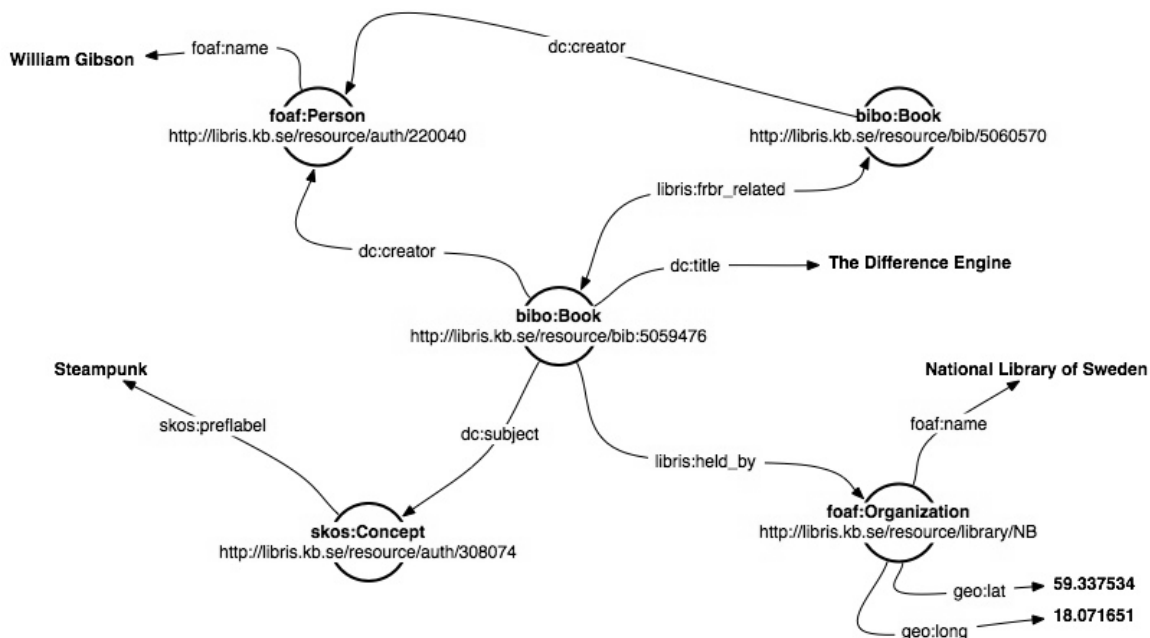 dc:creator
foaf:name
William Gibson
foaf:Person
http://libris.kb.se/resource/auth/220040
bibo:Book
http://libris.kb.se/resource/bib/5060570
libris:frbr_related
dc:creator
dc:title
The Difference Engine
bibo:Book
http://libris.kb.se/resource/bib:5059476
Steampunk
National Library of Sweden
skos:preflabel
dc:subject
foaf:name
libris:held_by
foaf:Organization
http://libris.kb.se/resource/library/NB
skos:Concept
http://libris.kb.se/resource/auth/308074
geo:lat
59.337534
geo:long
18.071651